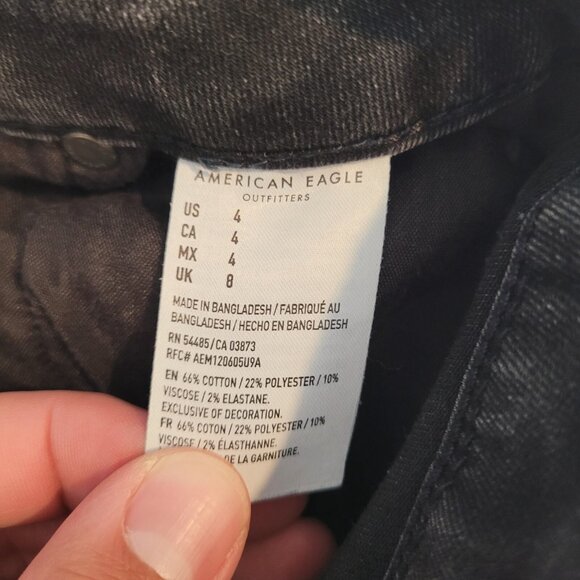 AMERICAN EAGLE
OUTFITTERS
US 4
CA 4
MX 4
UK 8
MADE IN BANGLADESH / FABRIQUÉ AU
BANGLADESH / HECHO EN BANGLADESH
RN 54485 / CA 03873
RFC# AEM120605U9A
EN 66% COTTON / 22% POLYESTER / 10%
VISCOSE / 2% ELASTANE.
EXCLUSIVE OF DECORATION.
FR 66% COTON / 22% POLYESTER / 10%
VISCOSE / 2% ÉLASTHANNE.
DE LA GARNITURE.